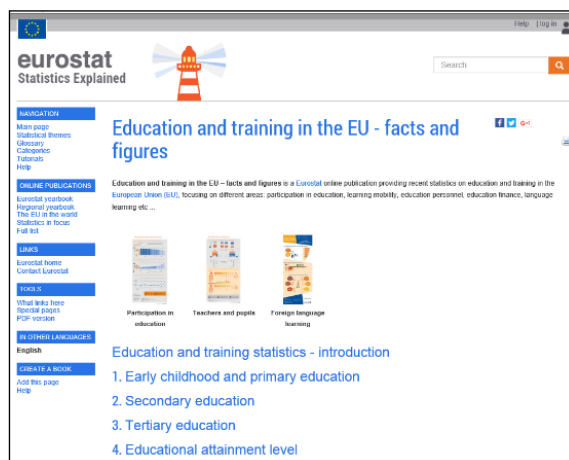 Help | log in
eurostat
Statistics Explained
Search
NAVIGATION
Main page
Statistical themes
Glossary
Categories
Tutorials
Help
ONLINE PUBLICATIONS
Eurostat yearbook
Regional yearbook
The EU in the world
Statistics in focus
Full list
LINKS
Eurostat home
Contact Eurostat
TOOLS
What links here
Special pages
PDF version
IN OTHER LANGUAGES
English
CREATE A BOOK
Add this page
Help
Education and training in the EU - facts and
figures
Education and training in the EU – facts and figures is a Eurostat online publication providing recent statistics on education and training in the
European Union (EU), focusing on different areas: participation in education, learning mobility, education personnel, education finance, language
learning etc ...
Participation in
education
Teachers and pupils
Foreign language
learning
Education and training statistics - introduction
1. Early childhood and primary education
2. Secondary education
3. Tertiary education
4. Educational attainment level